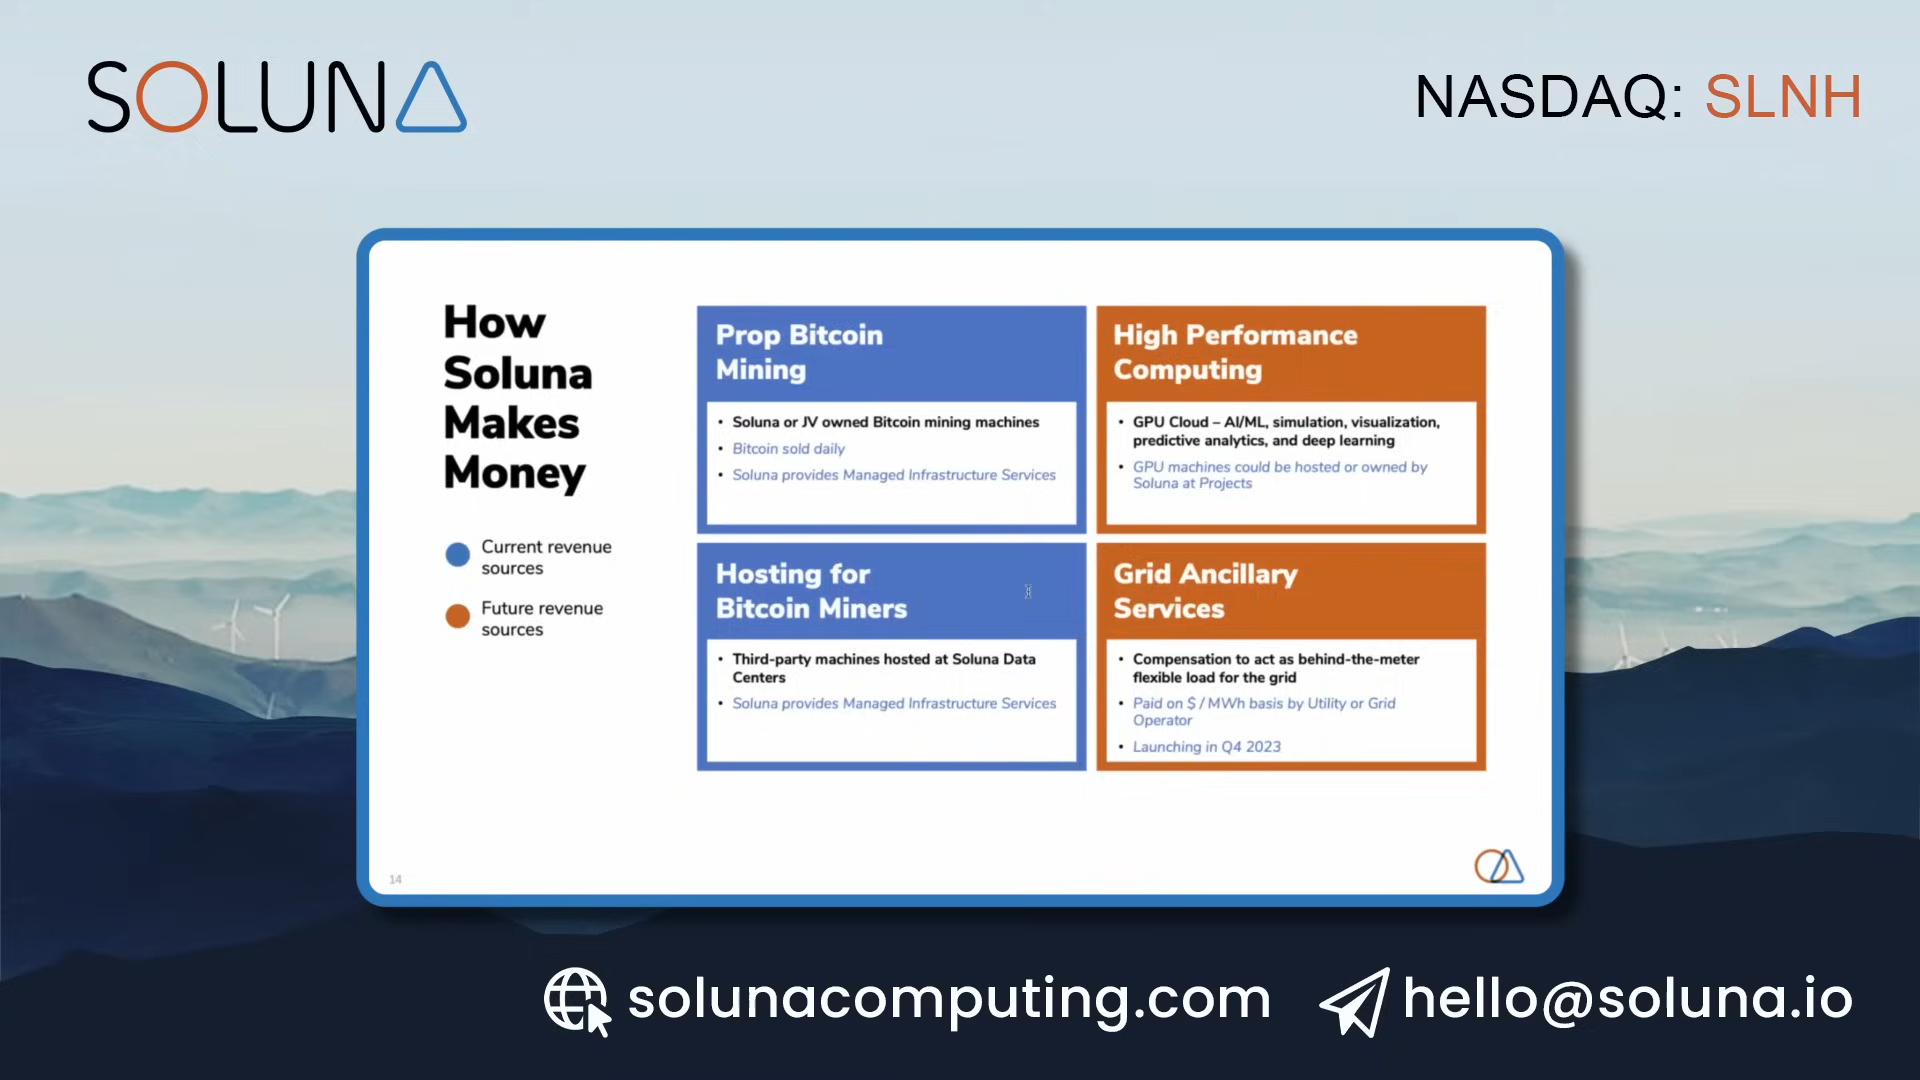 SOLUNA
NASDAQ: SLNH
How
Soluna
Makes
Money
Current revenue
sources
Future revenue
sources
Prop Bitcoin
Mining
• Soluna or JV owned Bitcoin mining machines
• Bitcoin sold daily
• Soluna provides Managed Infrastructure Services
High Performance
Computing
• GPU Cloud – AI/ML, simulation, visualization,
predictive analytics, and deep learning
• GPU machines could be hosted or owned by
Soluna at Projects
Hosting for
Bitcoin Miners
• Third-party machines hosted at Soluna Data
Centers
• Soluna provides Managed Infrastructure Services
Grid Ancillary
Services
• Compensation to act as behind-the-meter
flexible load for the grid
• Paid on $ / MWh basis by Utility or Grid
Operator
• Launching in Q4 2023
14
solunacomputing.com
hello@soluna.io